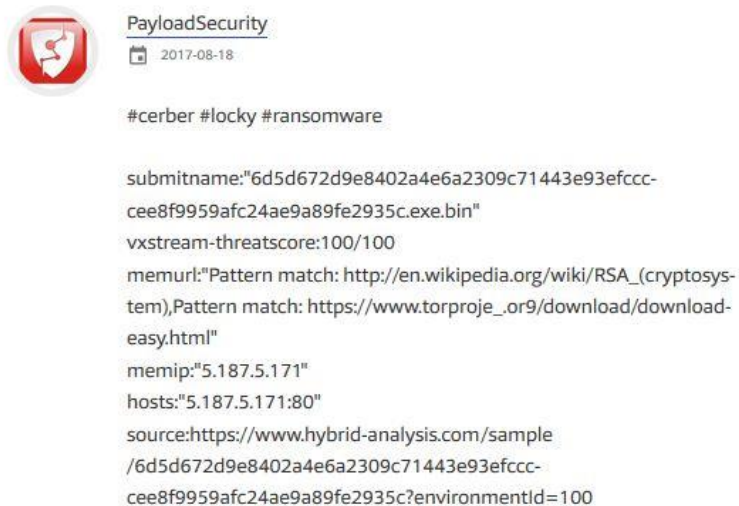 PayloadSecurity
2017-08-18
#cerber #locky #ransomware
submitname:"6d5d672d9e8402a4e6a2309c71443e93efccc-
cee8f9959afc24ae9a89fe2935c.exe.bin"
vxstream-threatscore:100/100
memurl:"Pattern match: http://en.wikipedia.org/wiki/RSA_(cryptosys-
tem),Pattern match: https://www.torproje_.or9/download/download-
easy.html"
memip:"5.187.5.171"
hosts:"5.187.5.171:80"
source:https://www.hybrid-analysis.com/sample
/6d5d672d9e8402a4e6a2309c71443e93efccc-
cee8f9959afc24ae9a89fe2935c?environmentId=100